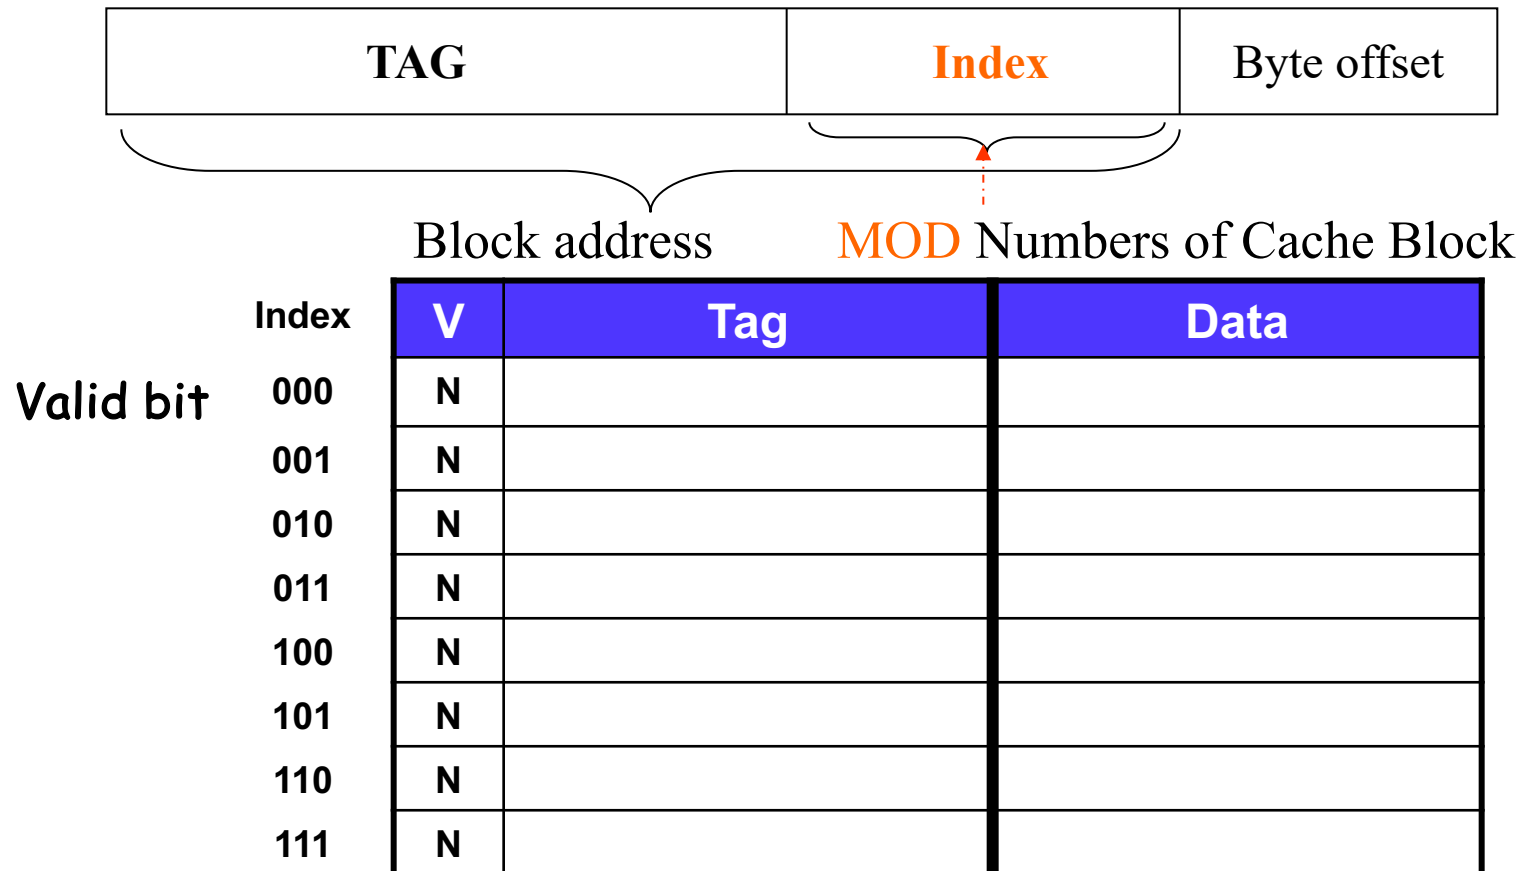 TAG Index Byte offset
Block address MOD Numbers of Cache Block
Index V Tag Data
Valid bit 000 N
001 N
010 N
011 N
100 N
101 N
110 N
111 N